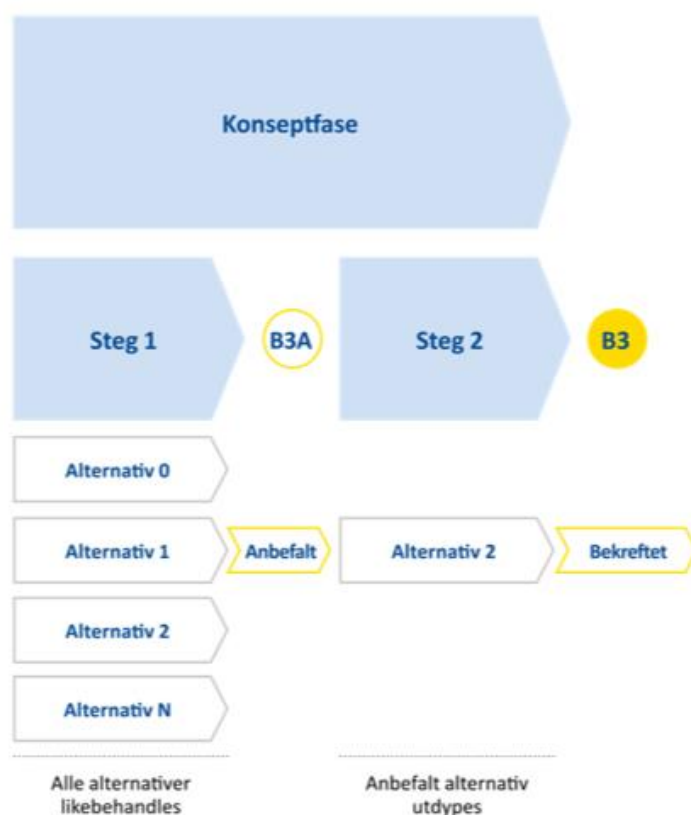 Konseptfase
Steg 1
B3A
Steg 2
B3
Alternativ 0
Alternativ 1
Anbefalt
Alternativ 2
Bekreftet
Alternativ 2
Alternativ N
Alle alternativer
likebehandles
Anbefalt alternativ
utdypes